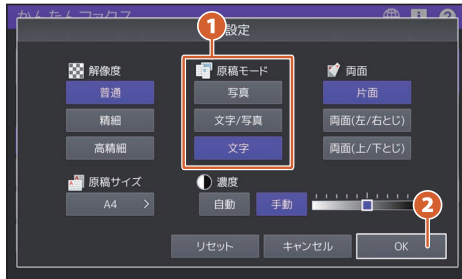 かんたんファクス
設定
1
解像度
普通
精細
高精細
原稿モード
写真
文字/写真
文字
両面
片面
両面(左/右とじ)
両面(上/下とじ)
原稿サイズ
A4 >
濃度
自動
手動
2
リセット
キャンセル
OK